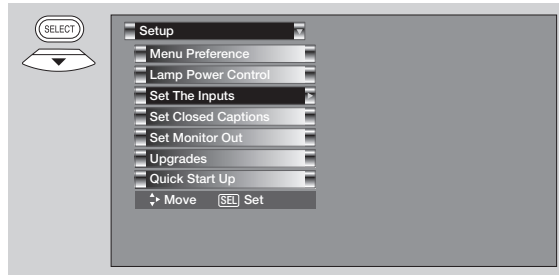 SELECT
Setup
Menu Preference
Lamp Power Control
Set The Inputs
Set Closed Captions
Set Monitor Out
Upgrades
Quick Start Up
Move SEL Set